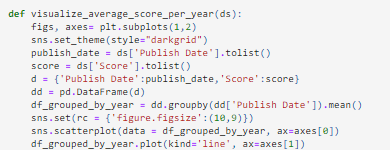 def visualize_average_score_per_year(ds):
    figs, axes= plt.subplots(1,2)
    sns.set_theme(style="darkgrid")
    publish_date = ds['Publish Date'].tolist()
    score = ds['Score'].tolist()
    d = {'Publish Date':publish_date,'Score':score}
    dd = pd.DataFrame(d)
    df_grouped_by_year = dd.groupby(dd['Publish Date']).mean()
    sns.set(rc = {'figure.figsize':(10,9)})
    sns.scatterplot(data = df_grouped_by_year, ax=axes[0])
    df_grouped_by_year.plot(kind='line', ax=axes[1])